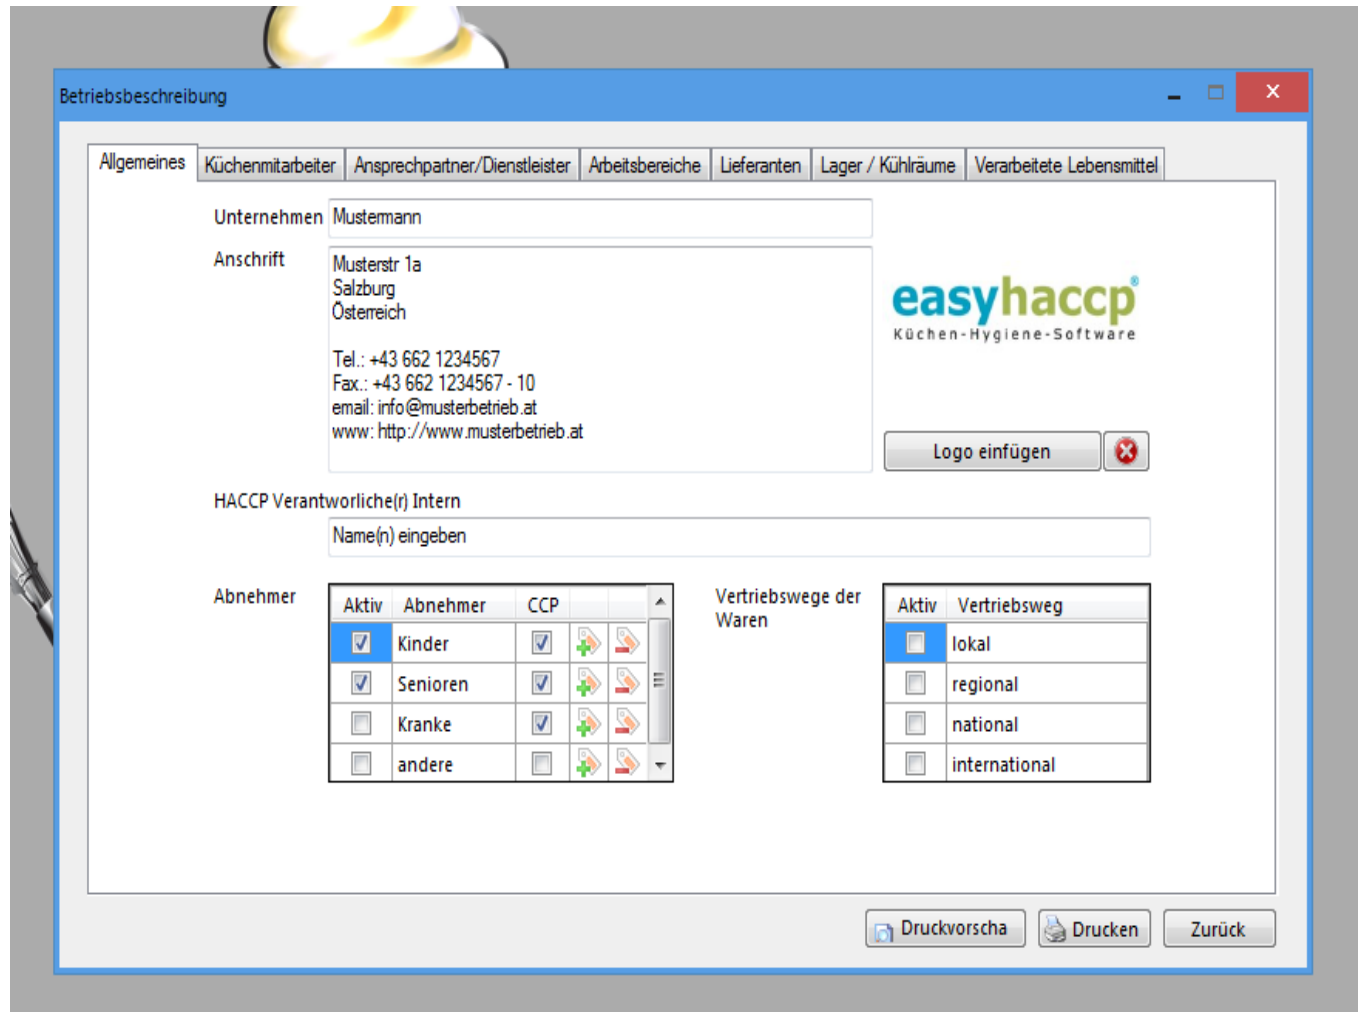 Betriebsbeschreibung
Allgemeines Küchenmitarbeiter Ansprechpartner/Dienstleister Arbeitsbereiche Lieferanten Lager / Kühlräume Verarbeitete Lebensmittel
Unternehmen Mustermann
Anschrift
Musterstr 1a
Salzburg
Österreich
Tel.: +43 662 1234567
Fax.: +43 662 1234567 - 10
email: info@musterbetrieb.at
www: http://www.musterbetrieb.at
easyhaccp®
Küchen-Hygiene-Software
Logo einfügen
HACCP Verantworliche(r) Intern
Name(n) eingeben
Abnehmer
Aktiv Abnehmer CCP
Kinder
Senioren
Kranke
andere
Vertriebswege der
Waren
Aktiv Vertriebsweg
lokal
regional
national
international
Druckvorscha Drucken Zurück